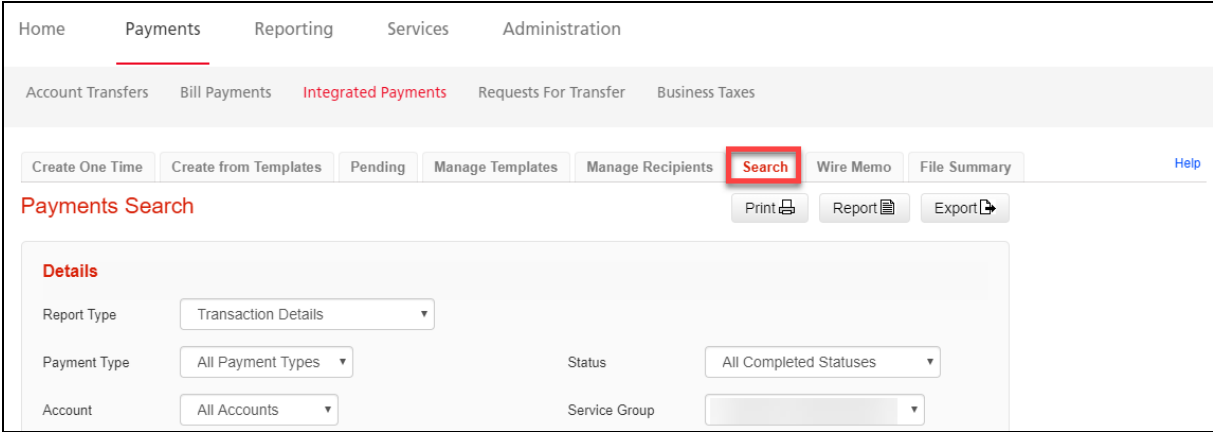 Home Payments Reporting Services Administration
Account Transfers Bill Payments Integrated Payments Requests For Transfer Business Taxes
Create One Time Create from Templates Pending Manage Templates Manage Recipients Search Wire Memo File Summary Help
Payments Search Print Report Export
Details
Report Type Transaction Details
Payment Type All Payment Types Status All Completed Statuses
Account All Accounts Service Group